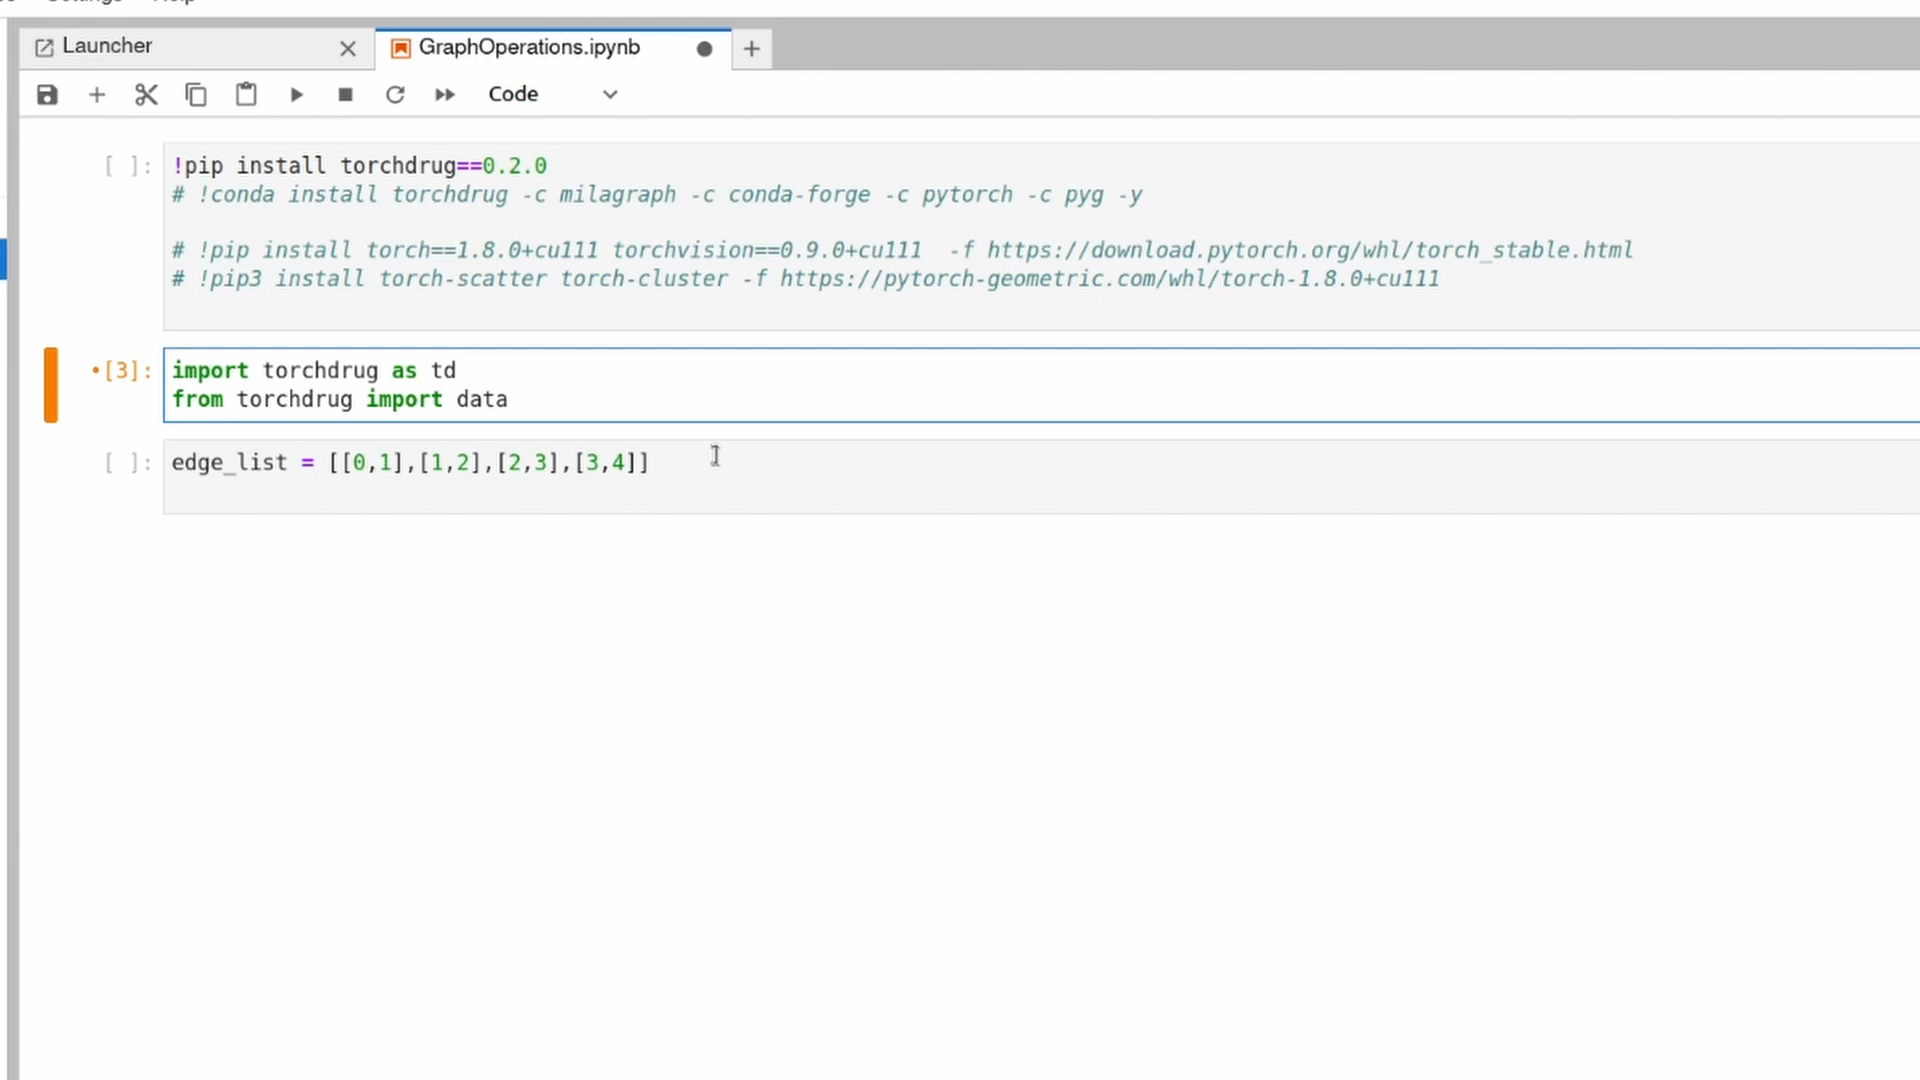 Launcher
GraphOperations.ipynb
Code
[ ]:
!pip install torchdrug==0.2.0
# !conda install torchdrug -c milagraph -c conda-forge -c pytorch -c pyg -y
# !pip install torch==1.8.0+cu111 torchvision==0.9.0+cu111  -f https://download.pytorch.org/whl/torch_stable.html
# !pip3 install torch-scatter torch-cluster -f https://pytorch-geometric.com/whl/torch-1.8.0+cu111
•[3]:
import torchdrug as td
from torchdrug import data
[ ]:
edge_list = [[0,1],[1,2],[2,3],[3,4]]